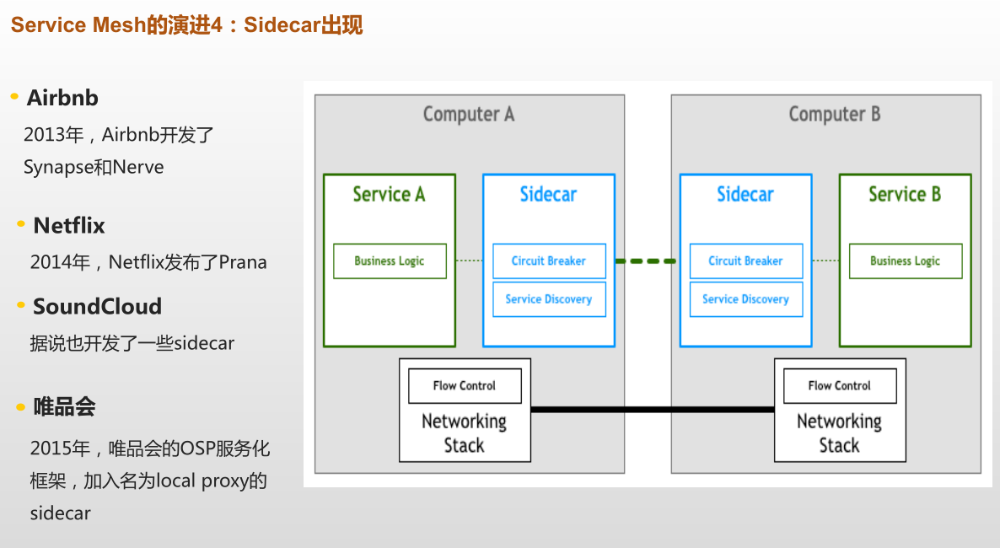 Service Mesh的演进4：Sidecar出现
Airbnb
2013年，Airbnb开发了
Synapse和Nerve
Netflix
2014年，Netflix发布了Prana
SoundCloud
据说也开发了一些sidecar
唯品会
2015年，唯品会的OSP服务化
框架，加入名为local proxy的
sidecar
Computer A
Service A
Business Logic
Sidecar
Circuit Breaker
Service Discovery
Flow Control
Networking
Stack
Computer B
Sidecar
Circuit Breaker
Service Discovery
Service B
Business Logic
Flow Control
Networking
Stack